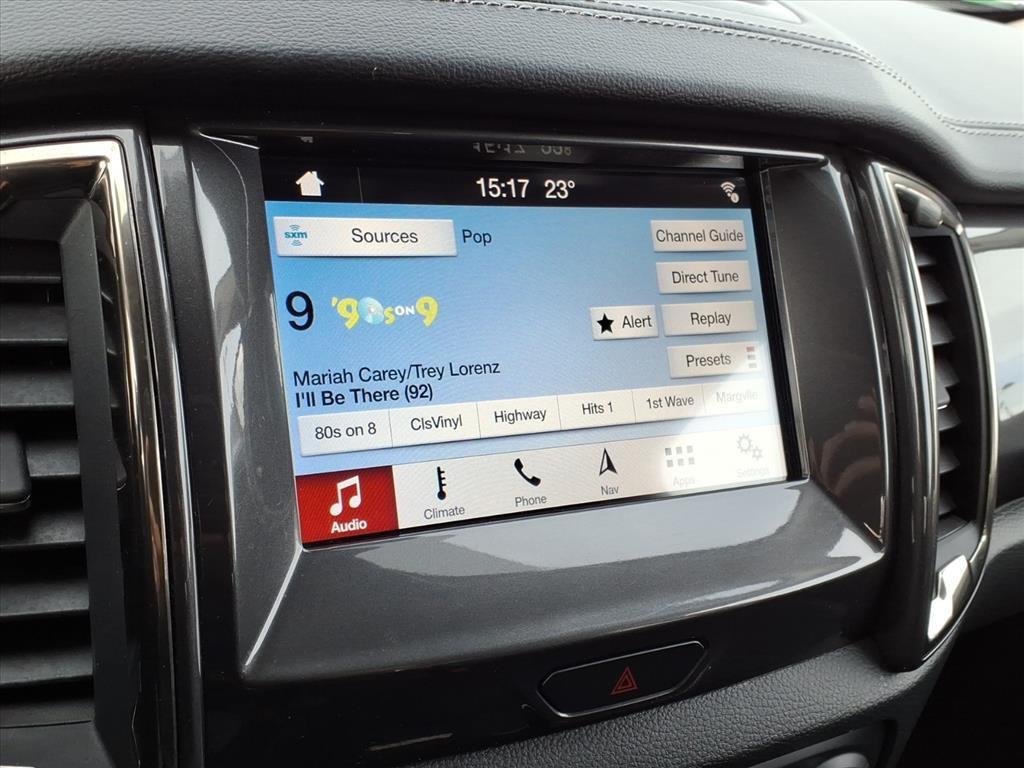 15:17 23°
sxm Sources Pop Channel Guide
Direct Tune
9 '90s ON 9
Alert Replay
Presets
Mariah Carey/Trey Lorenz
I'll Be There (92)
80s on 8 ClsVinyl Highway Hits 1 1st Wave Margvlle
Audio Climate Phone Nav Apps Settings